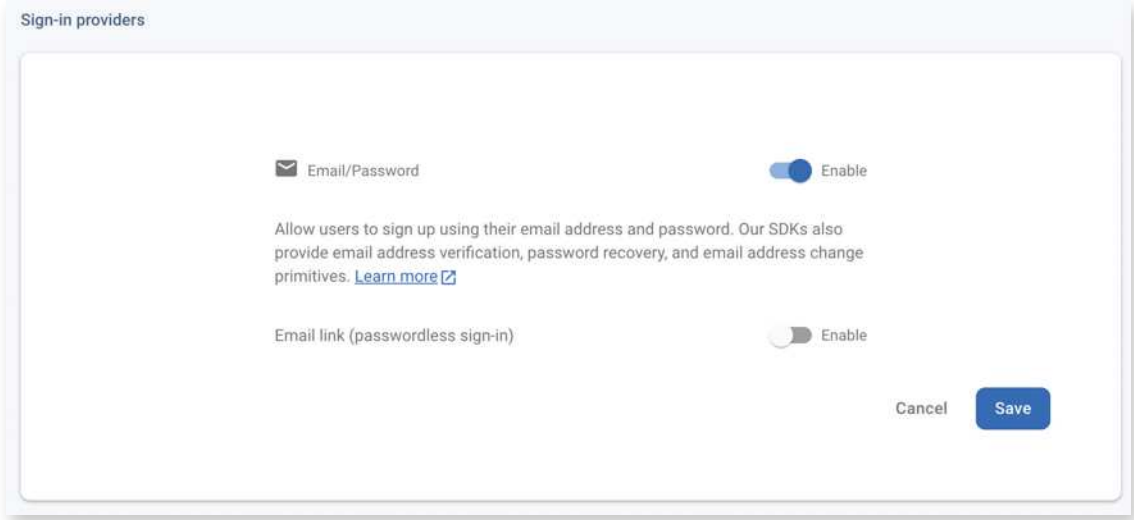 Sign-in providers
Email/Password
Enable
Allow users to sign up using their email address and password. Our SDKs also
provide email address verification, password recovery, and email address change
primitives. Learn more
Email link (passwordless sign-in)
Enable
Cancel
Save